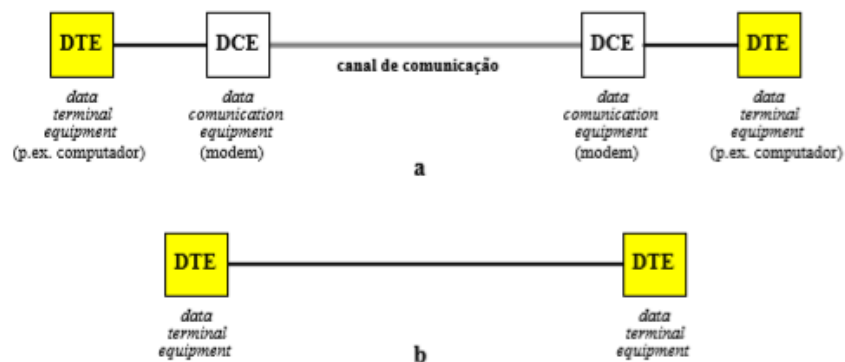 DTE DCE DCE DTE
canal de comunicação
data data data data
terminal comunication comunication terminal
equipment equipment equipment equipment
(p.ex. computador) (modem) (modem) (p.ex. computador)
a
DTE DTE
data data
terminal terminal
equipment equipment
b